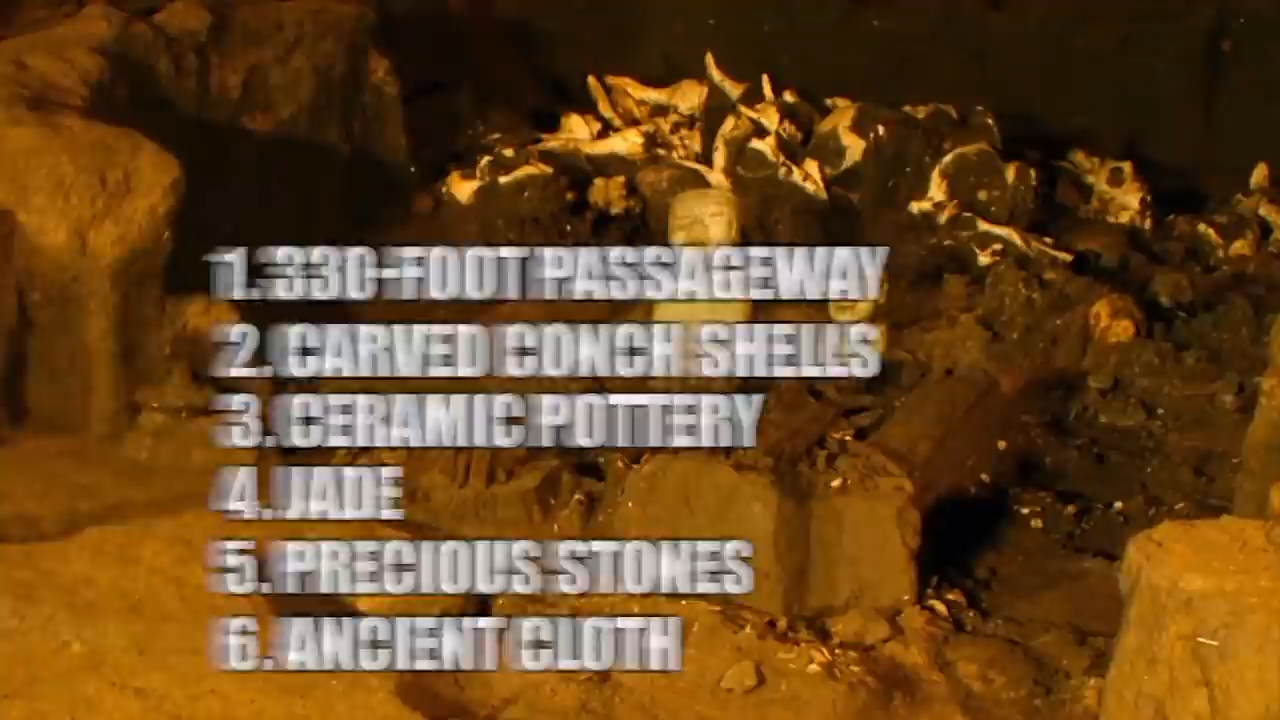 1. 330-FOOT PASSAGEWAY
2. CARVED CONCH SHELLS
3. CERAMIC POTTERY
4. JADE
5. PRECIOUS STONES
6. ANCIENT CLOTH